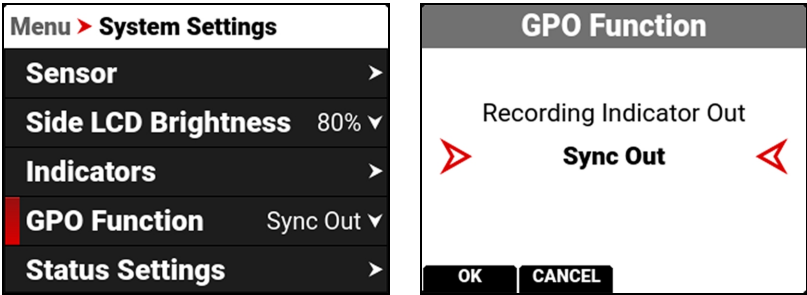 Menu > System Settings
Sensor
Side LCD Brightness 80%
Indicators
GPO Function Sync Out
Status Settings
GPO Function
Recording Indicator Out
Sync Out
OK CANCEL